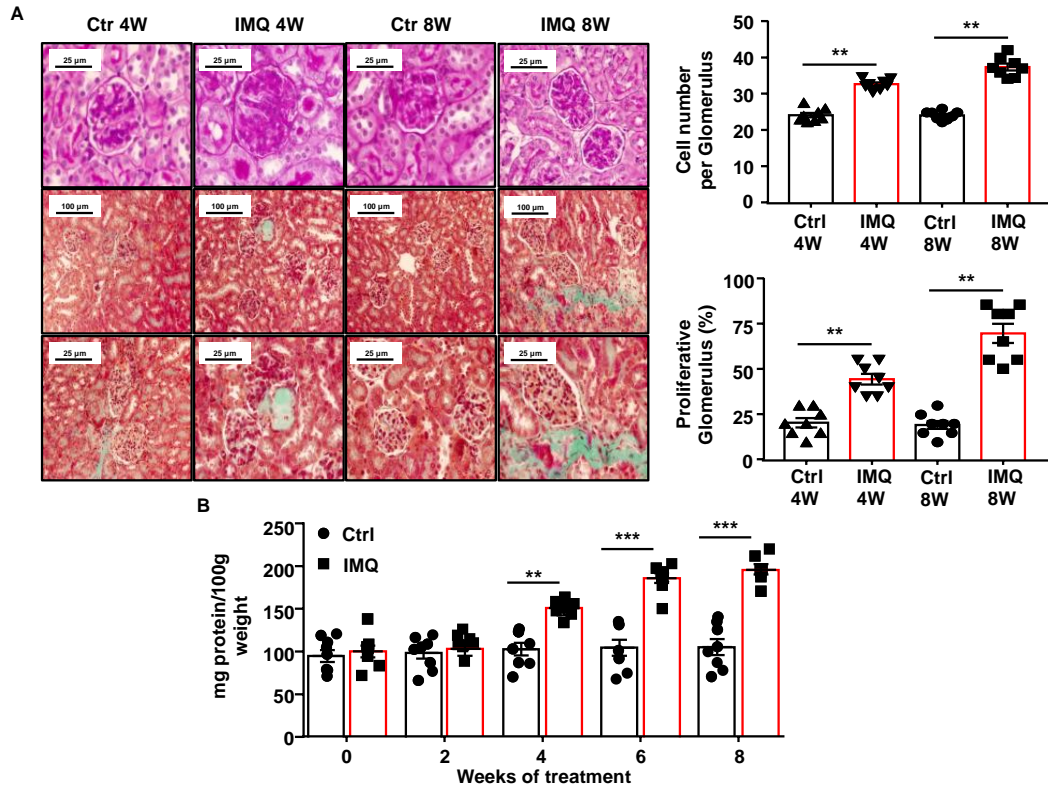 A
Ctr 4W
IMQ 4W
Ctr 8W
IMQ 8W
25 µm
25 µm
25 µm
25 µm
100 µm
100 µm
100 µm
100 µm
25 µm
25 µm
25 µm
25 µm
Cell number
per Glomerulus
50
40
30
20
10
0
**
**
Ctrl
4W
IMQ
4W
Ctrl
8W
IMQ
8W
Proliferative
Glomerulus (%)
100
75
50
25
0
**
**
Ctrl
4W
IMQ
4W
Ctrl
8W
IMQ
8W
B
mg protein/100g
weight
250
200
150
100
50
0
Ctrl
IMQ
**
***
***
0
2
4
6
8
Weeks of treatment